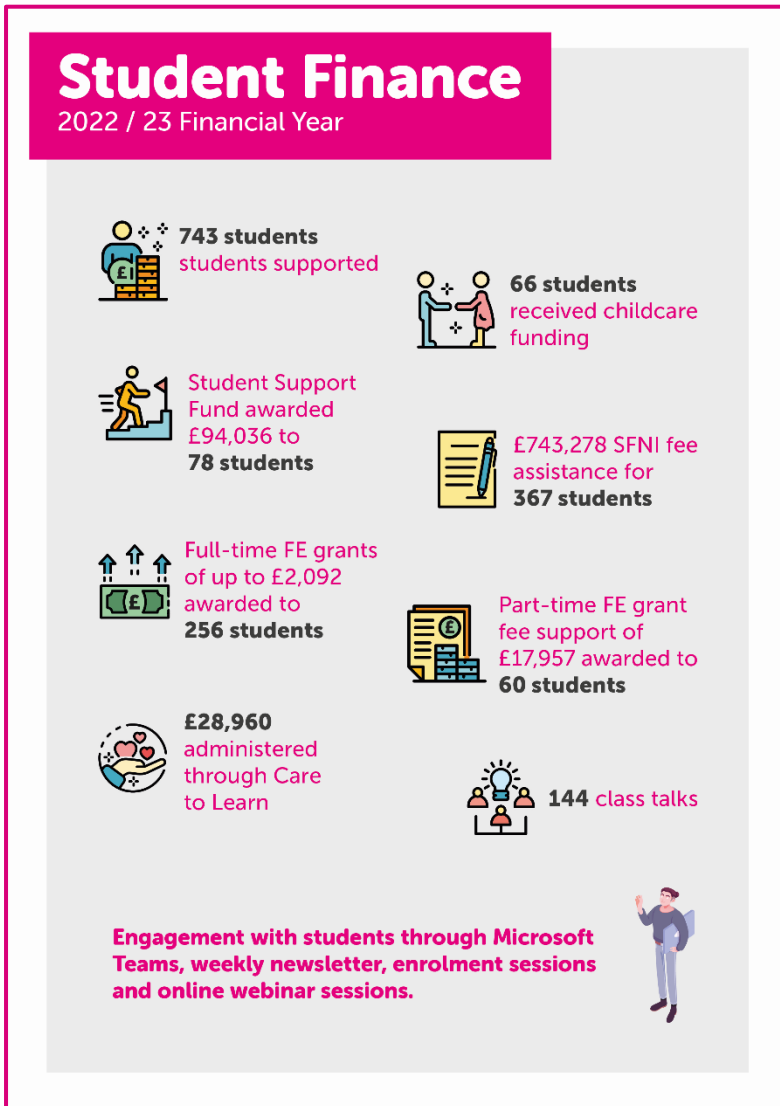 Student Finance
2022 / 23 Financial Year
743 students
students supported
66 students
received childcare
funding
Student Support
Fund awarded
£94,036 to
78 students
£743,278 SFNI fee
assistance for
367 students
Full-time FE grants
of up to £2,092
awarded to
256 students
Part-time FE grant
fee support of
£17,957 awarded to
60 students
£28,960
administered
through Care
to Learn
144 class talks
Engagement with students through Microsoft
Teams, weekly newsletter, enrolment sessions
and online webinar sessions.